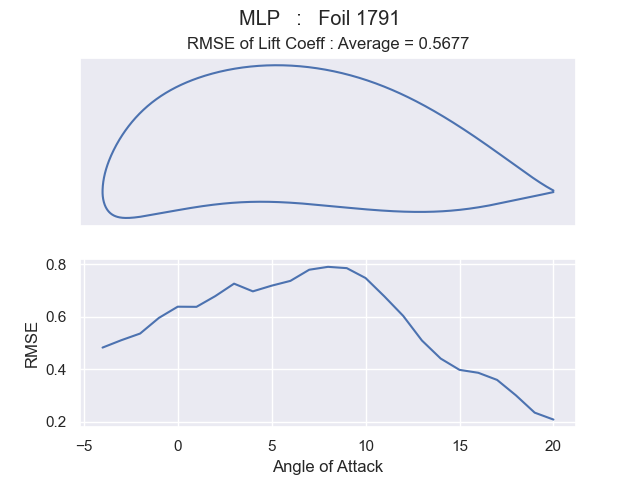 MLP : Foil 1791
RMSE of Lift Coeff : Average = 0.5677
0.8
0.6
0.4
0.2
RMSE
−5 0 5 10 15 20
Angle of Attack